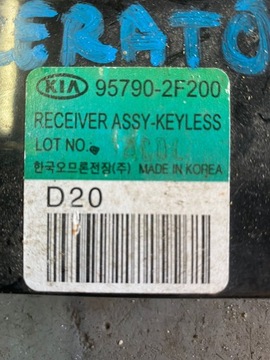 ERATO
KIA 95790-2F200
RECEIVER ASSY-KEYLESS
LOT NO.
한국오므론전장(주) MADE IN KOREA
D20